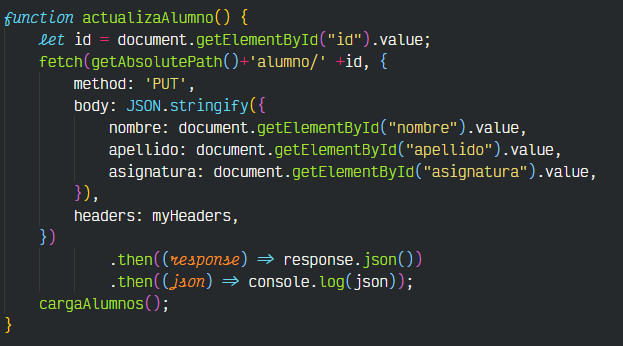 function actualizaAlumno() {
let id = document.getElementById("id").value;
fetch(getAbsolutePath()+'alumno/' +id, {
method: 'PUT',
body: JSON.stringify({
nombre: document.getElementById("nombre").value,
apellido: document.getElementById("apellido").value,
asignatura: document.getElementById("asignatura").value,
}),
headers: myHeaders,
})
.then((response) => response.json())
.then((json) => console.log(json));
cargaAlumnos();
}